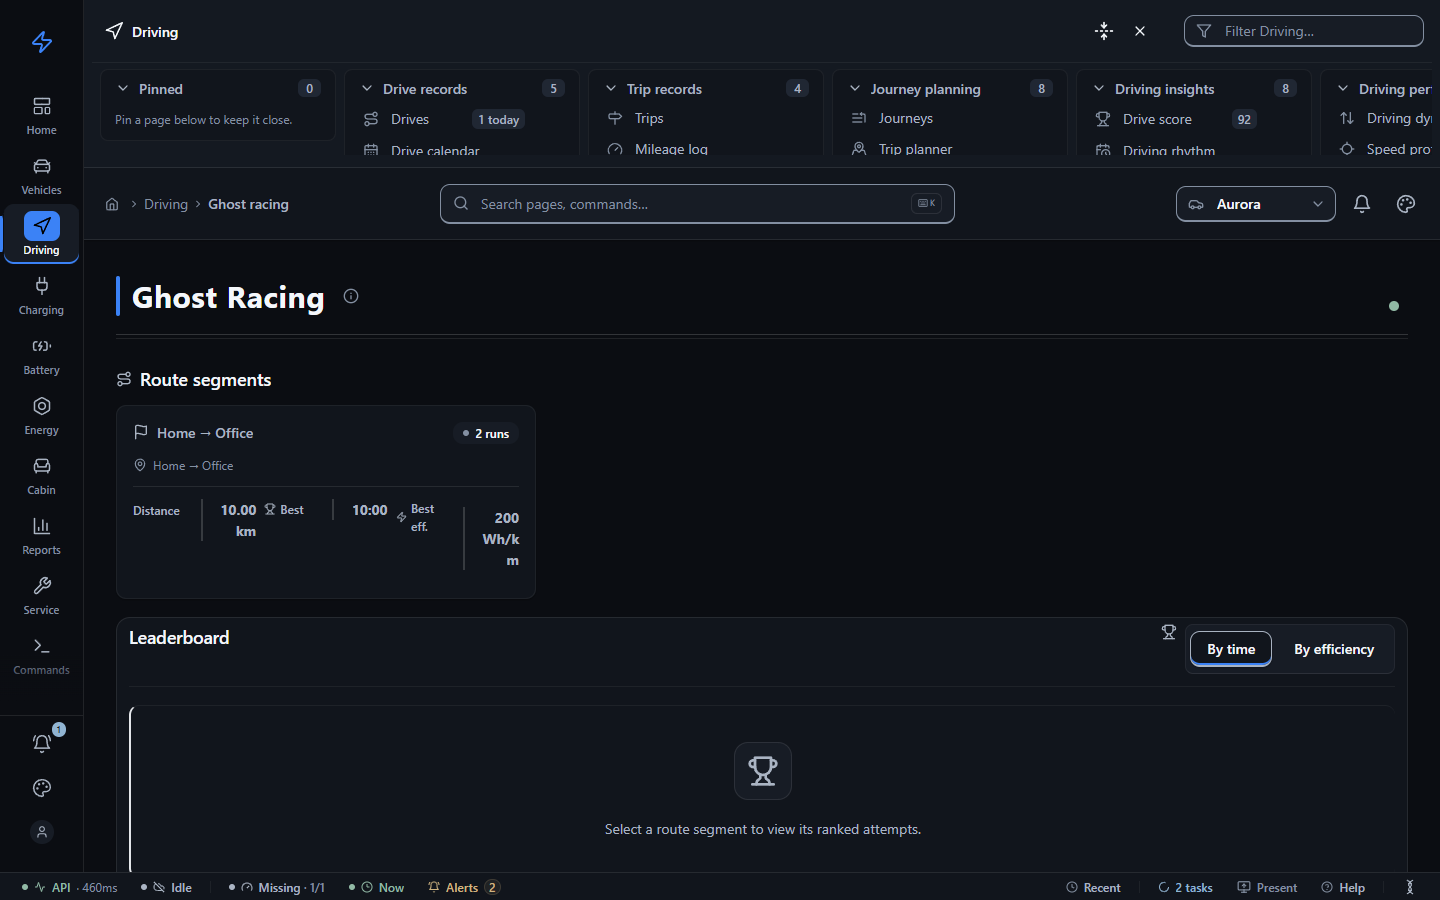 Home
Vehicles
Driving
Charging
Battery
Energy
Cabin
Reports
Service
Commands
1
Driving
Filter Driving...
Pinned 0
Pin a page below to keep it close.
Drive records 5
Drives 1 today
Drive calendar
Trip records 4
Trips
Mileage log
Journey planning 8
Journeys
Trip planner
Driving insights 8
Drive score 92
Driving rhythm
Driving per
Driving dy
Speed pro
Driving > Ghost racing
Search pages, commands...
K
Aurora
Ghost Racing
Route segments
Home → Office
2 runs
Home → Office
Distance
10.00 km
Best
10:00
Best eff.
200 Wh/k
m
Leaderboard
By time
By efficiency
Select a route segment to view its ranked attempts.
API · 460ms
Idle
Missing · 1/1
Now
Alerts 2
Recent
2 tasks
Present
Help